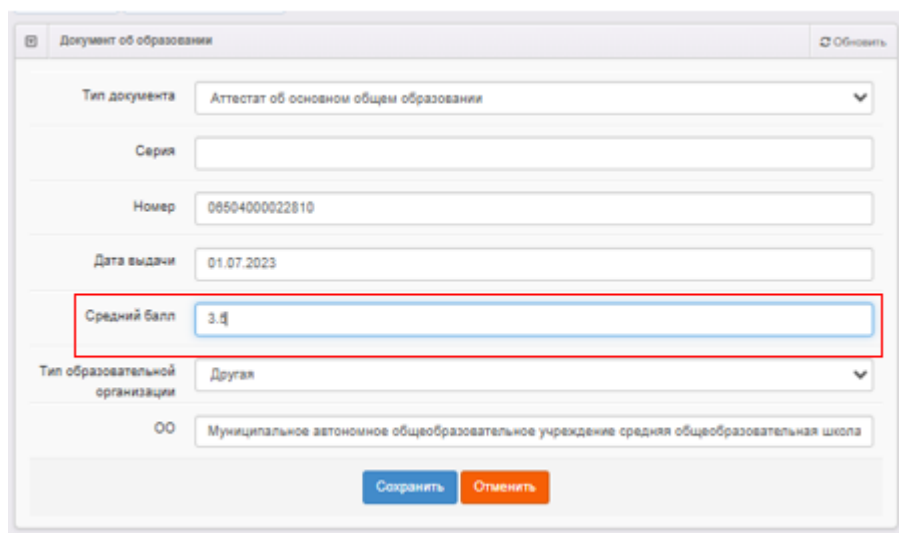 Документ об образовании
Обновить
Тип документа
Аттестат об основном общем образовании
Серия
Номер
06504000022810
Дата выдачи
01.07.2023
Средний балл
3.5
Тип образовательной
организации
Другая
ОО
Муниципальное автономное общеобразовательное учреждение средняя общеобразовательная школа
Сохранить
Отменить